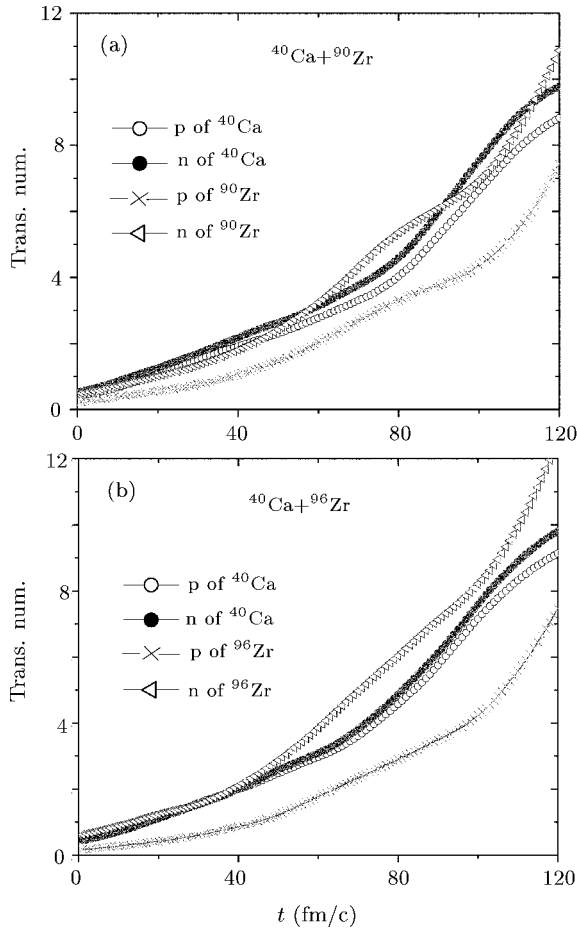 12
(a)
⁴⁰Ca+⁹⁰Zr
p of ⁴⁰Ca
n of ⁴⁰Ca
p of ⁹⁰Zr
n of ⁹⁰Zr
8
Trans. num.
4
0
0 40 80 120
12
(b)
⁴⁰Ca+⁹⁶Zr
p of ⁴⁰Ca
n of ⁴⁰Ca
p of ⁹⁶Zr
n of ⁹⁶Zr
8
Trans. num.
4
0
0 40 80 120
t (fm/c)